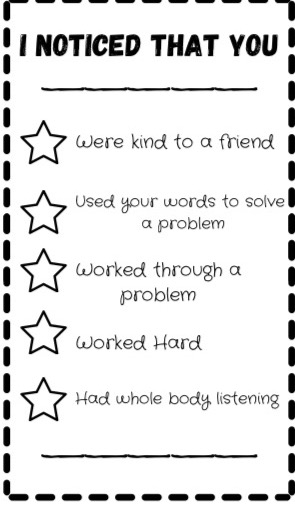 I NOTICED THAT YOU
Were kind to a friend
Used your words to solve
a problem
Worked through a
problem
Worked Hard
Had whole body listening